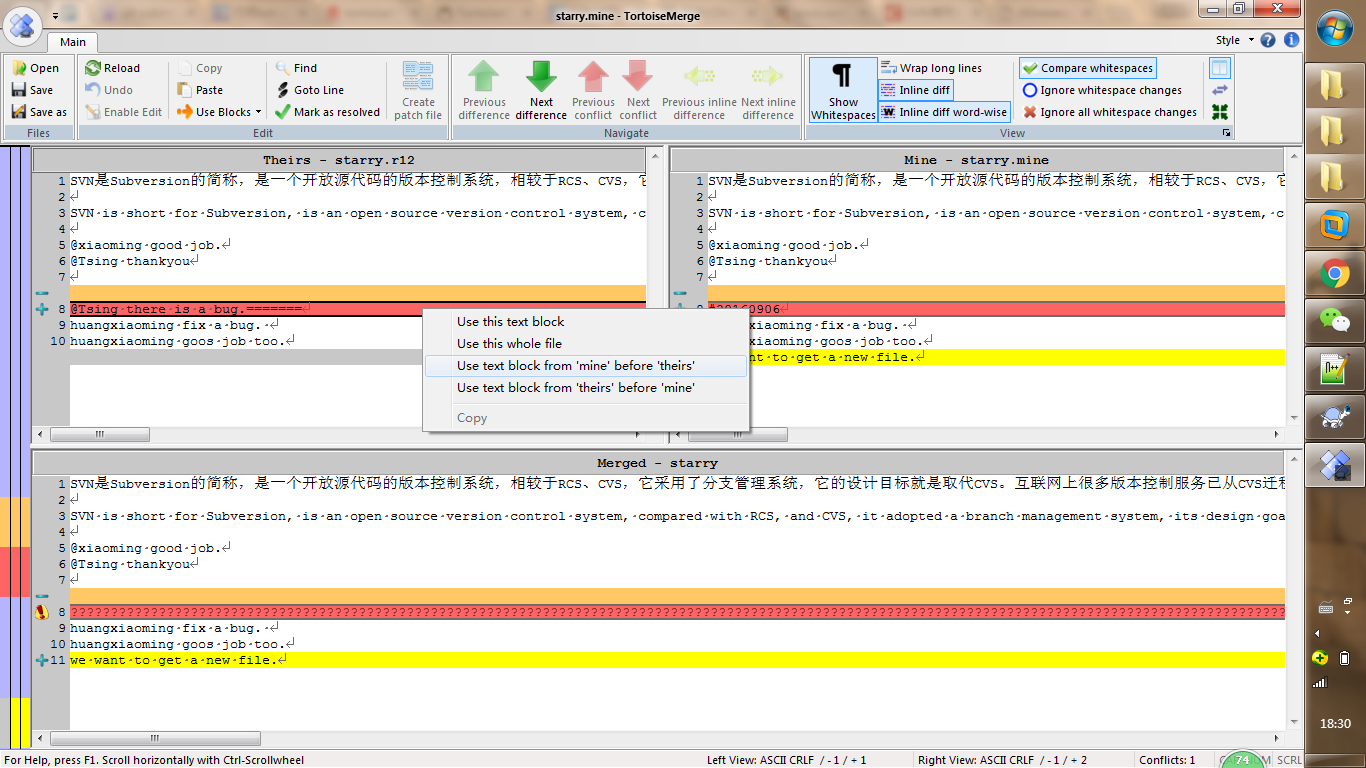 starry.mine - TortoiseMerge
Main
Style
Open
Save
Save as
Files
Reload
Undo
Enable Edit
Copy
Paste
Use Blocks
Find
Goto Line
Mark as resolved
Edit
Create patch file
Previous difference
Next difference
Previous conflict
Next conflict
Previous inline difference
Next inline difference
Navigate
Show Whitespaces
Wrap long lines
Inline diff
Inline diff word-wise
Compare whitespaces
Ignore whitespace changes
Ignore all whitespace changes
View
Theirs - starry.r12
1 SVN是Subversion的简称，是一个开放源代码的版本控制系统，相较于RCS、CVS，
2
3 SVN is short for Subversion, is an open source version control system, c
4
5 @xiaoming good job.
6 @Tsing thankyou
7
8 @Tsing there is a bug.=======
9 huangxiaoming fix a bug.
10 huangxiaoming goos job too.
Mine - starry.mine
1 SVN是Subversion的简称，是一个开放源代码的版本控制系统，相较于RCS、CVS，
2
3 SVN is short for Subversion, is an open source version control system, c
4
5 @xiaoming good job.
6 @Tsing thankyou
7
#20160906
xiaoming fix a bug.
xiaoming goos job too.
nt to get a new file.
Use this text block
Use this whole file
Use text block from 'mine' before 'theirs'
Use text block from 'theirs' before 'mine'
Copy
Merged - starry
1 SVN是Subversion的简称，是一个开放源代码的版本控制系统，相较于RCS、CVS，它采用了分支管理系统，它的设计目标就是取代CVS。互联网上很多版本控制服务已从CVS迁移
2
3 SVN is short for Subversion, is an open source version control system, compared with RCS, and CVS, it adopted a branch management system, its design goa
4
5 @xiaoming good job.
6 @Tsing thankyou
7
8
9 huangxiaoming fix a bug.
10 huangxiaoming goos job too.
11 we want to get a new file.
For Help, press F1. Scroll horizontally with Ctrl-Scrollwheel
Left View: ASCII CRLF / - 1 / + 1
Right View: ASCII CRLF / - 1 / + 2
Conflicts: 1
74
SCRL
18:30